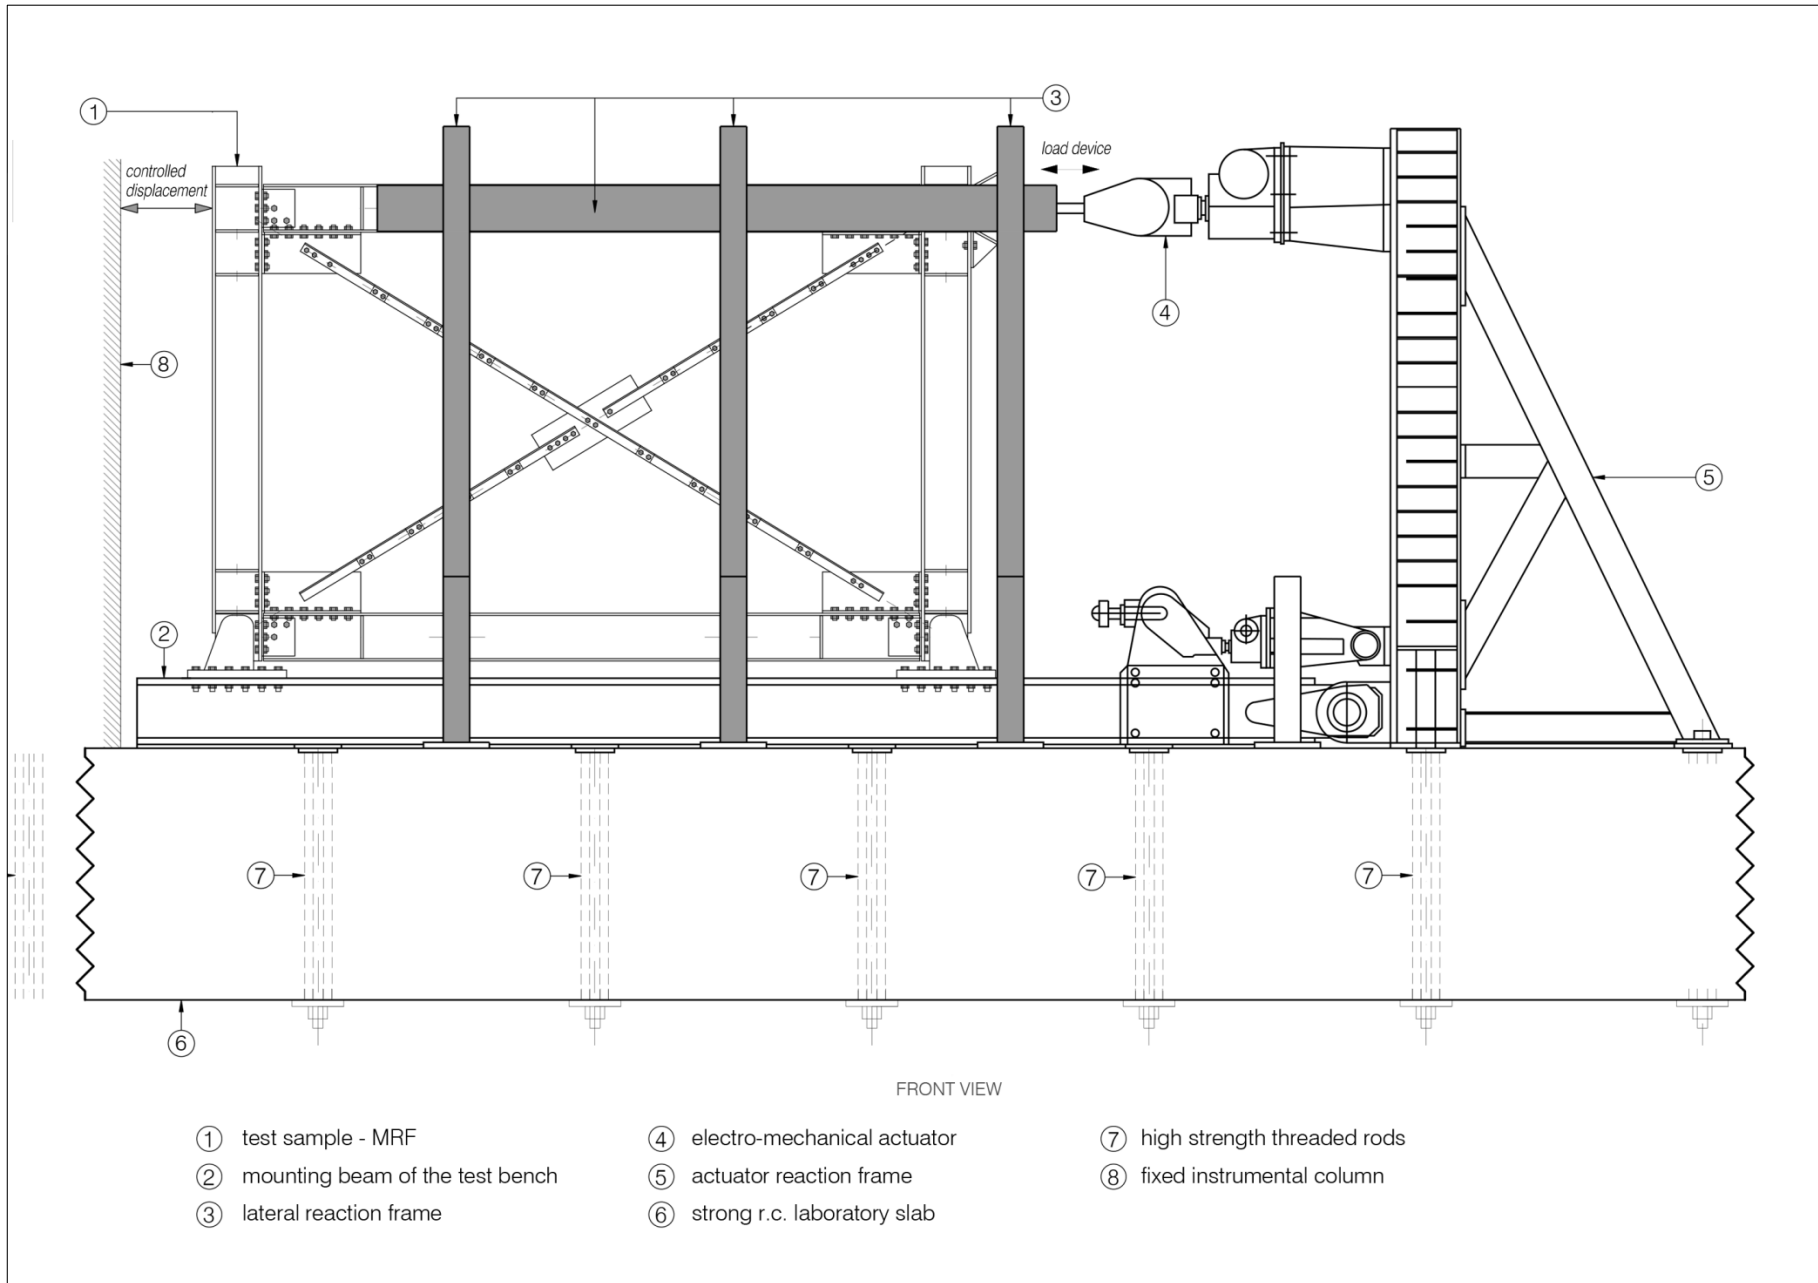 1
3
controlled
displacement
load device
4
8
5
2
7
7
7
7
7
6
FRONT VIEW
1 test sample - MRF
2 mounting beam of the test bench
3 lateral reaction frame
4 electro-mechanical actuator
5 actuator reaction frame
6 strong r.c. laboratory slab
7 high strength threaded rods
8 fixed instrumental column